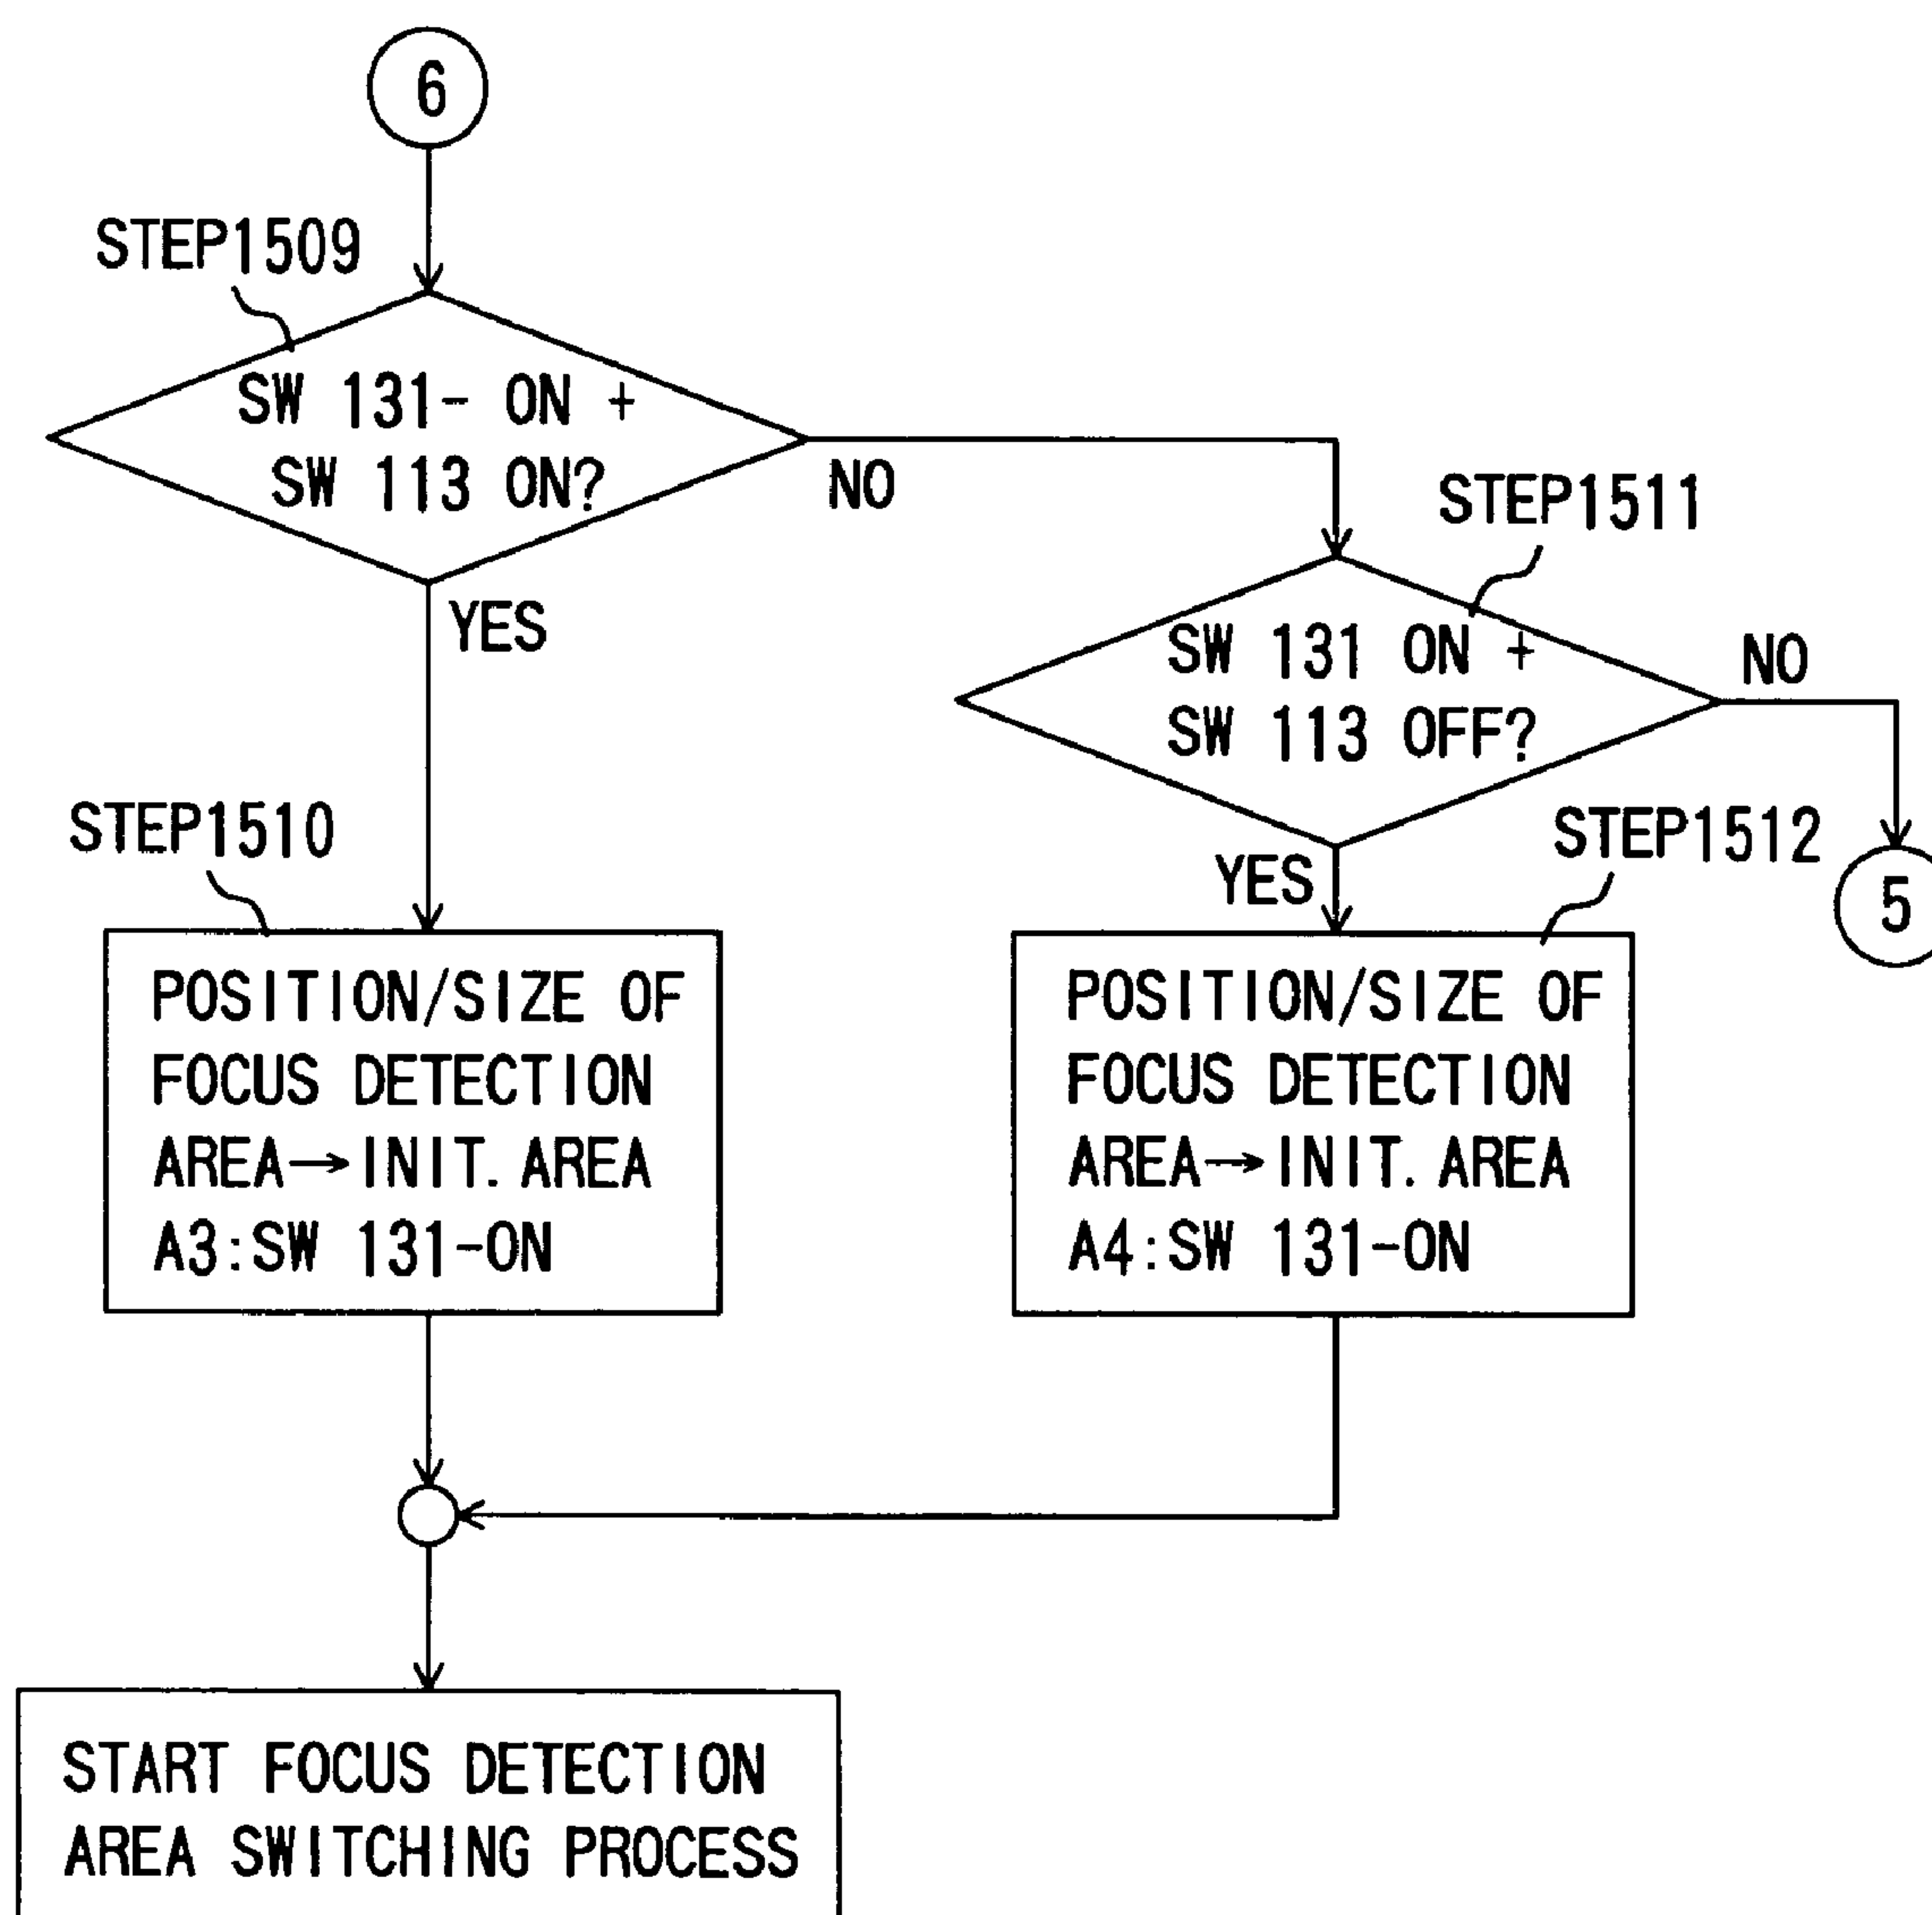 6
STEP1509
SW 131- ON +
SW 113 ON?
NO
YES
STEP1511
SW 131 ON +
SW 113 OFF?
NO
YES
5
STEP1510
POSITION/SIZE OF
FOCUS DETECTION
AREA→INIT. AREA
A3:SW 131-ON
STEP1512
POSITION/SIZE OF
FOCUS DETECTION
AREA→INIT. AREA
A4:SW 131-ON
START FOCUS DETECTION
AREA SWITCHING PROCESS